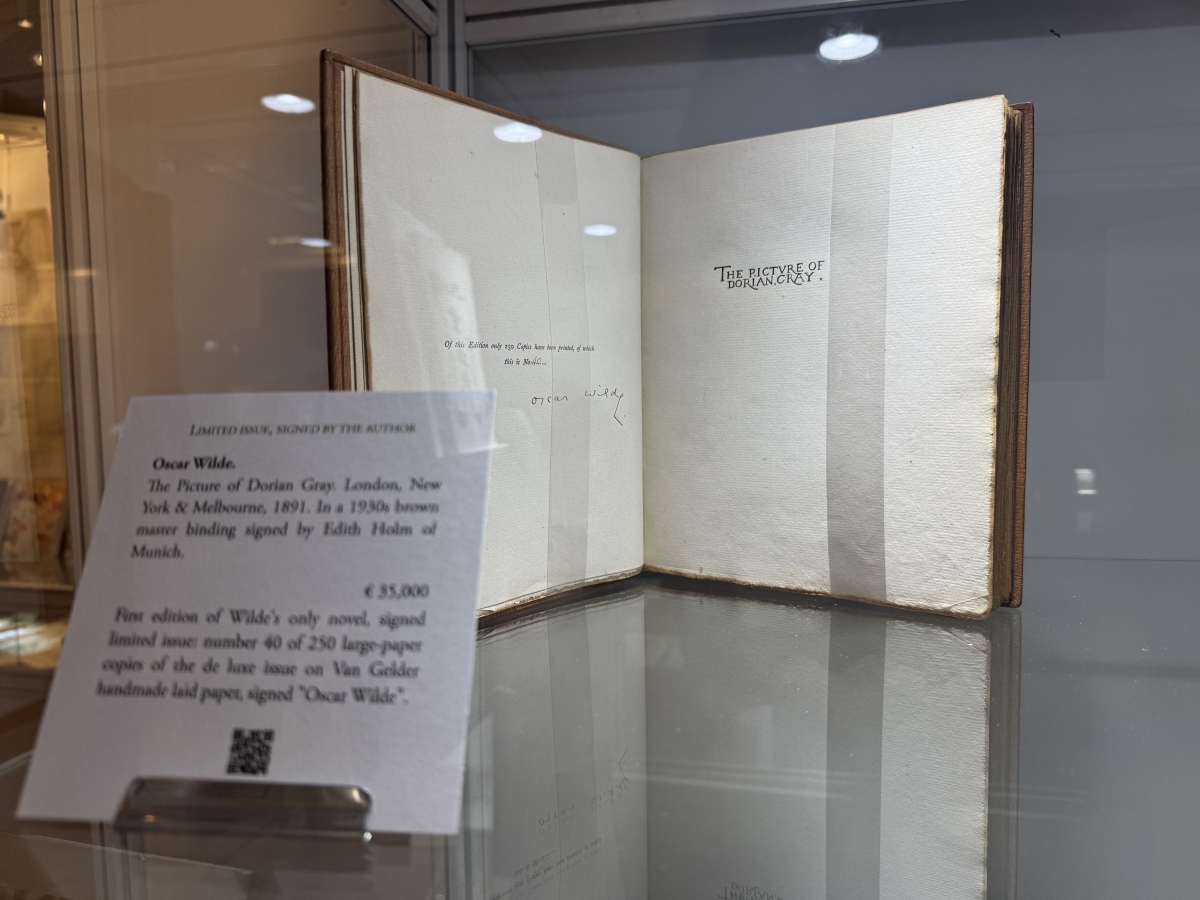 LIMITED ISSUE, SIGNED BY THE AUTHOR
Oscar Wilde.
The Picture of Dorian Gray. London, New
York & Melbourne, 1891. In a 1930s brown
master binding signed by Edith Holm of
Munich.
€ 35,000
First edition of Wilde's only novel, signed
limited issue: number 40 of 250 large-paper
copies of the de luxe issue on Van Gelder
handmade laid paper, signed "Oscar Wilde".
Of this Edition only 250 Copies have been printed, of which
this is No. 40...
Oscar Wilde
THE PICTVRE OF
DORIAN.GRAY.